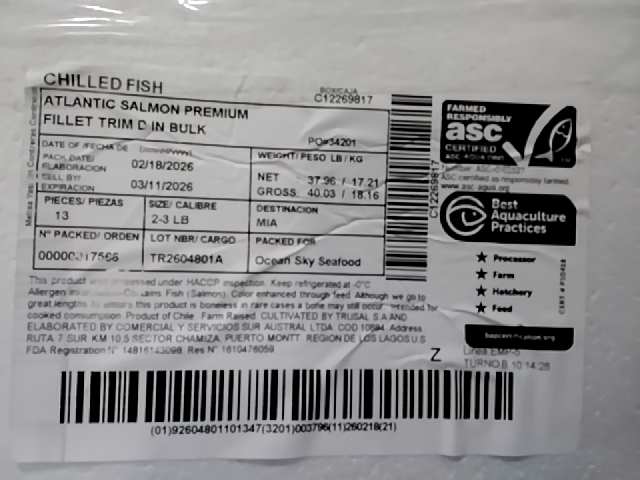 CHILLED FISH
BOX/CAJA
C12269817
ATLANTIC SALMON PREMIUM
FILLET TRIM D IN BULK
PO#34201
DATE OF /FECHA DE
PACK DATE/
ELABORACION
02/18/2026
SELL BY/
EXPIRACION
03/11/2026
WEIGHT/PESO LB / KG
NET 37.96 / 17.21
GROSS: 40.03 / 18.16
PIECES/ PIEZAS
13
SIZE/ CALIBRE
2-3 LB
DESTINACION
MIA
Nº PACKED/ ORDEN
LOT NBR/ CARGO
TR2604801A
PACKED FOR
Ocean Sky Seafood
C12269817
This product processed under HACCP inspection. Keep refrigerated at -0°C
Allergen Contains Fish (Salmon). Color enhanced through feed. Although we go to
great lengths to ensure this product is boneless in rare cases a bone may still occur. Intended for
cooked consumption. Product of Chile. Farm Raised. CULTIVATED BY TRUSAL S.A AND
ELABORATED BY COMERCIAL Y SERVICIOS SUR AUSTRAL LTDA. COD 10694. Address
RUTA 7 SUR KM 10,5 SECTOR CHAMIZA, PUERTO MONTT. REGION DE LOS LAGOS
FDA Registration Nº 14816143098. Res Nº 1610476059
Z
(01)92604801101347(3201)003796(11)260218(21)
FARMED
RESPONSIBLY
asc
CERTIFIED
ASC-AQUA.ORG
ASC certified as responsibly farmed.
www.asc-aqua.org
Best
Aquaculture
Practices
★ Processor
★ Farm
★ Hatchery
★ Feed
bapcertification.org
Linea EMP-5
TURNO B 10:14:28